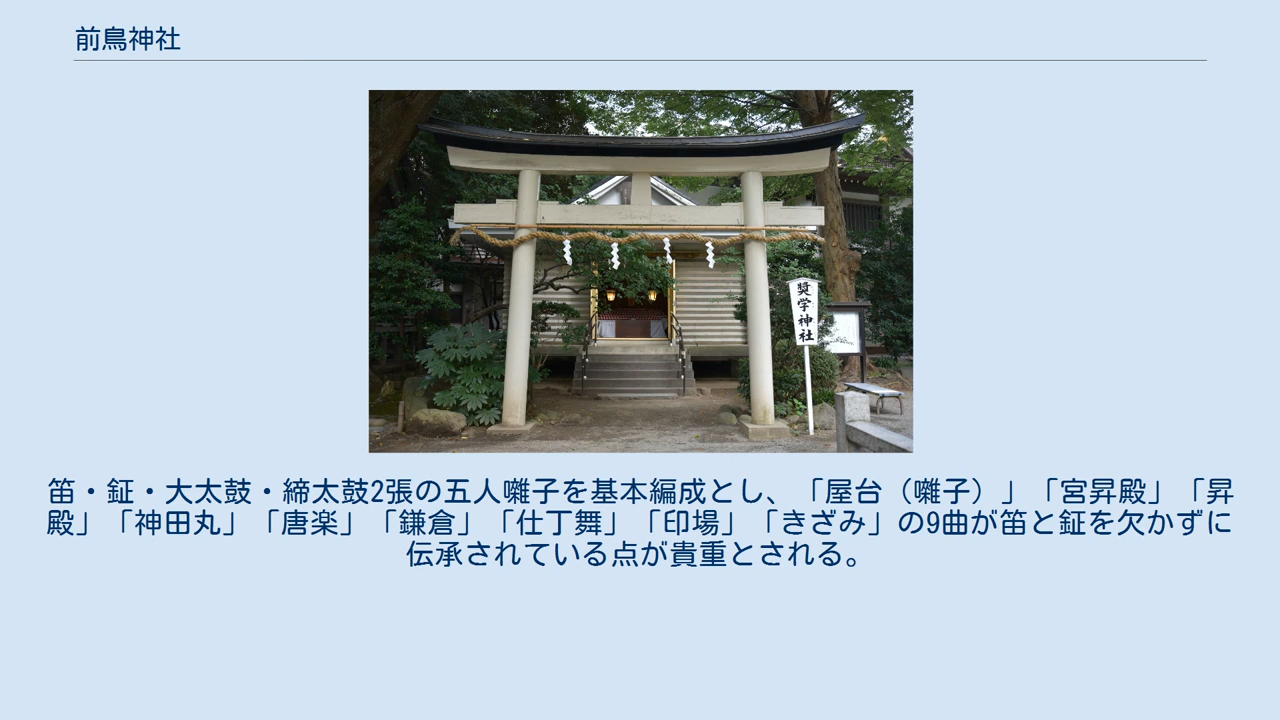 前鳥神社
奨学神社
笛・鉦・大太鼓・締太鼓2張の五人囃子を基本編成とし、「屋台（囃子）」「宮昇殿」「昇
殿」「神田丸」「唐楽」「鎌倉」「仕丁舞」「印場」「きざみ」の9曲が笛と鉦を欠かずに
伝承されている点が貴重とされる。